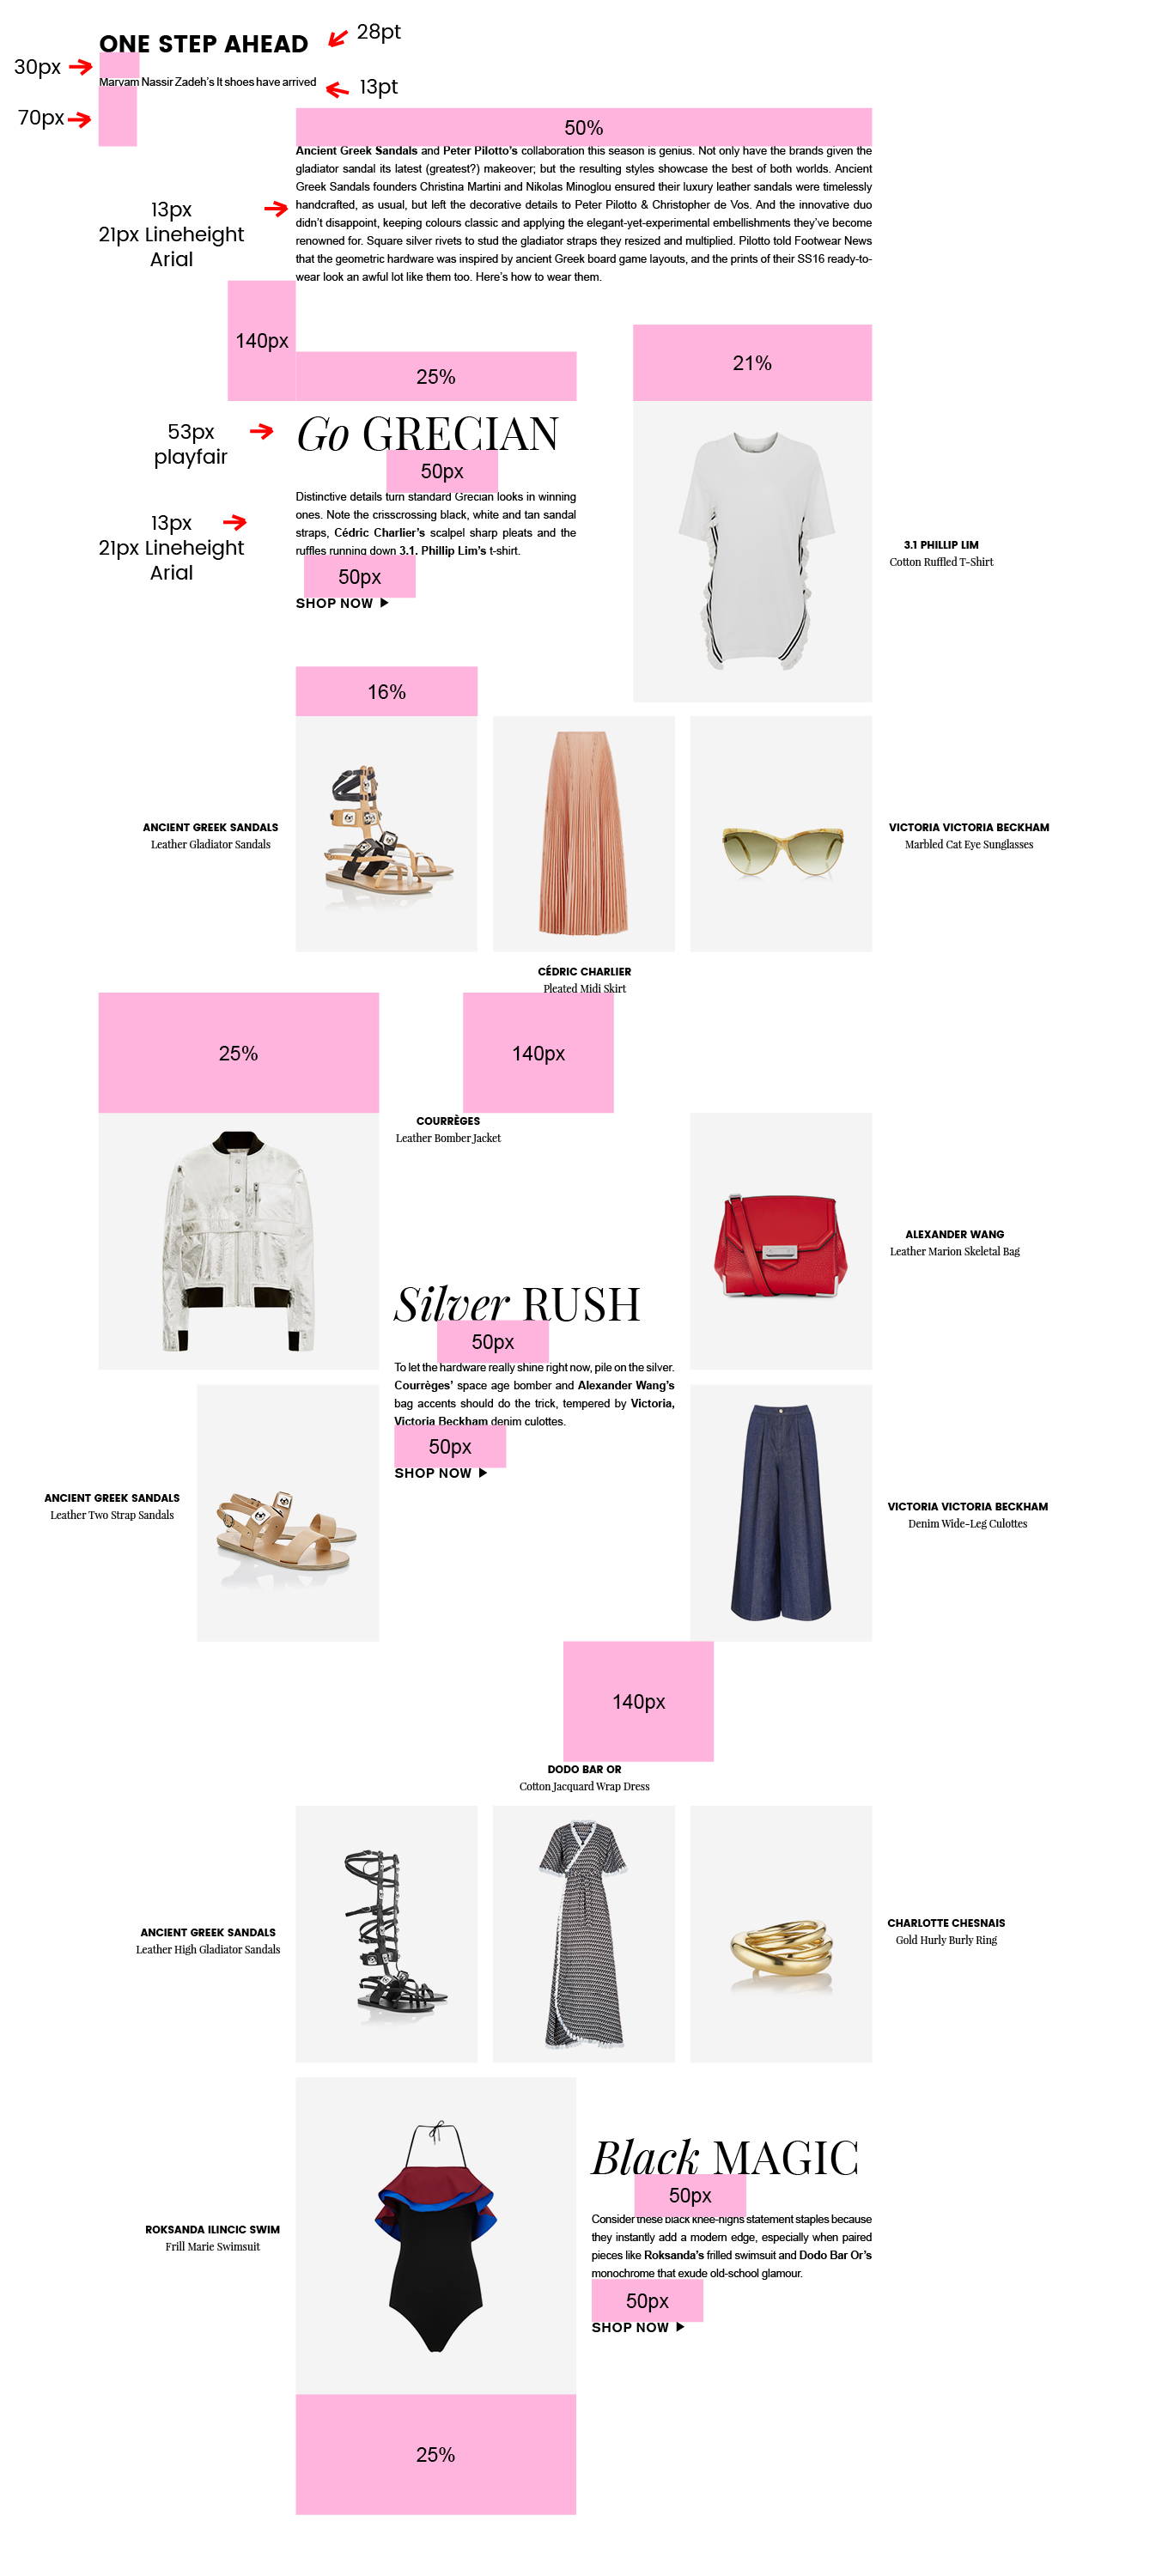 ONE STEP AHEAD
28pt
30px
Maryam Nassir Zadeh's It shoes have arrived
13pt
70px
50%
Ancient Greek Sandals and Peter Pilotto's collaboration this season is genius. Not only have the brands given the
gladiator sandal its latest (greatest?) makeover; but the resulting styles showcase the best of both worlds. Ancient
Greek Sandals founders Christina Martini and Nikolas Minoglou ensured their luxury leather sandals were timelessly
handcrafted, as usual, but left the decorative details to Peter Pilotto & Christopher de Vos. And the innovative duo
didn't disappoint, keeping colours classic and applying the elegant-yet-experimental embellishments they've become
renowned for. Square silver rivets to stud the gladiator straps they resized and multiplied. Pilotto told Footwear News
that the geometric hardware was inspired by ancient Greek board game layouts, and the prints of their SS16 ready-to-
wear look an awful lot like them too. Here's how to wear them.
13px
21px Lineheight
Arial
140px
25%
21%
53px
playfair
Go GRECIAN
50px
Distinctive details turn standard Grecian looks in winning
ones. Note the crisscrossing black, white and tan sandal
straps, Cédric Charlier's scalpel sharp pleats and the
ruffles running down 3.1. Phillip Lim's t-shirt.
13px
21px Lineheight
Arial
50px
SHOP NOW
3.1 PHILLIP LIM
Cotton Ruffled T-Shirt
16%
ANCIENT GREEK SANDALS
Leather Gladiator Sandals
VICTORIA VICTORIA BECKHAM
Marbled Cat Eye Sunglasses
CÉDRIC CHARLIER
Pleated Midi Skirt
25%
140px
COURRÈGES
Leather Bomber Jacket
ALEXANDER WANG
Leather Marion Skeletal Bag
Silver RUSH
50px
To let the hardware really shine right now, pile on the silver.
Courrèges' space age bomber and Alexander Wang's
bag accents should do the trick, tempered by Victoria,
Victoria Beckham denim culottes.
50px
SHOP NOW
ANCIENT GREEK SANDALS
Leather Two Strap Sandals
VICTORIA VICTORIA BECKHAM
Denim Wide-Leg Culottes
140px
DODO BAR OR
Cotton Jacquard Wrap Dress
ANCIENT GREEK SANDALS
Leather High Gladiator Sandals
CHARLOTTE CHESNAIS
Gold Hurly Burly Ring
Black MAGIC
50px
Consider these black knee-highs statement staples because
they instantly add a modern edge, especially when paired
pieces like Roksanda's frilled swimsuit and Dodo Bar Or's
monochrome that exude old-school glamour.
50px
SHOP NOW
ROKSANDA ILINCIC SWIM
Frill Marie Swimsuit
25%